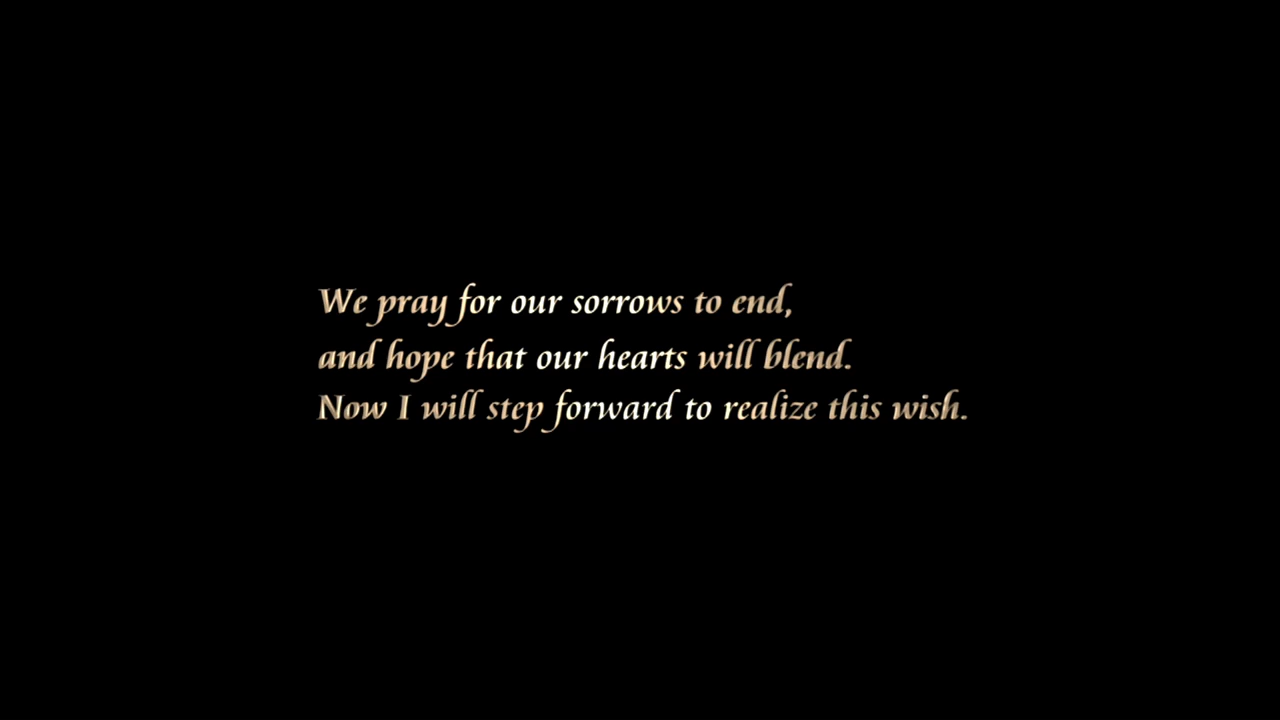 We pray for our sorrows to end,
and hope that our hearts will blend.
Now I will step forward to realize this wish.